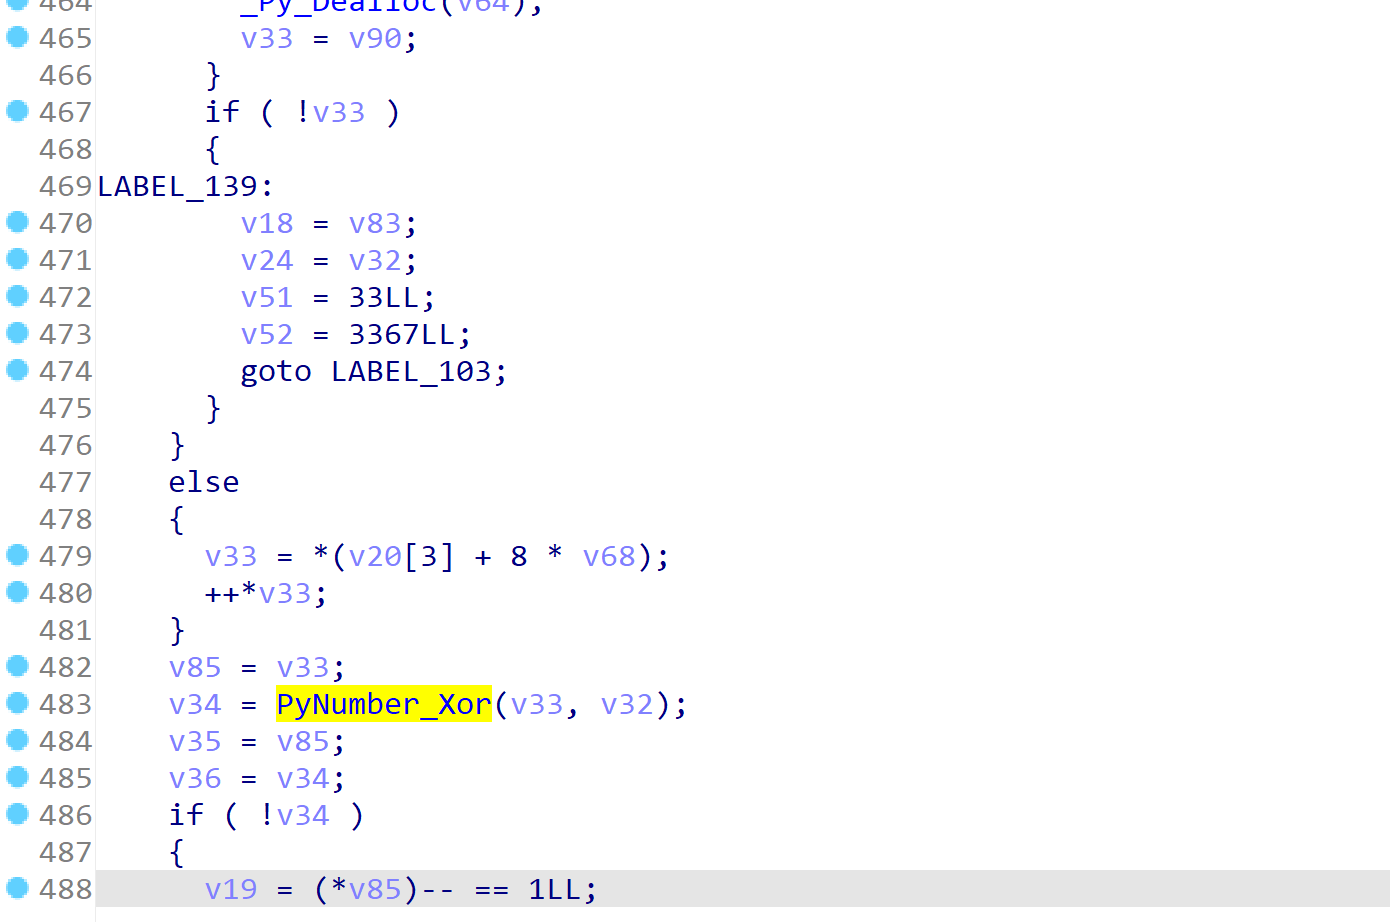 464 _Py_Dealloc(v64);
465 v33 = v90;
466 }
467 if ( !v33 )
468 {
469 LABEL_139:
470 v18 = v83;
471 v24 = v32;
472 v51 = 33LL;
473 v52 = 3367LL;
474 goto LABEL_103;
475 }
476 }
477 else
478 {
479 v33 = *(v20[3] + 8 * v68);
480 ++*v33;
481 }
482 v85 = v33;
483 v34 = PyNumber_Xor(v33, v32);
484 v35 = v85;
485 v36 = v34;
486 if ( !v34 )
487 {
488 v19 = (*v85)-- == 1LL;